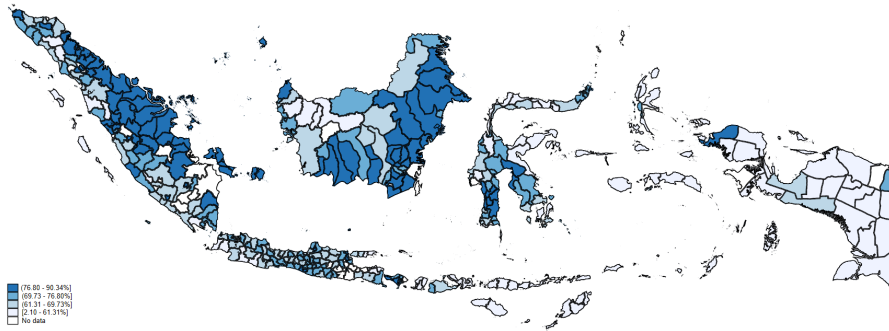 (76.80 - 90.34%]
(69.73 - 76.80%]
(61.31 - 69.73%]
[2.10 - 61.31%]
No data